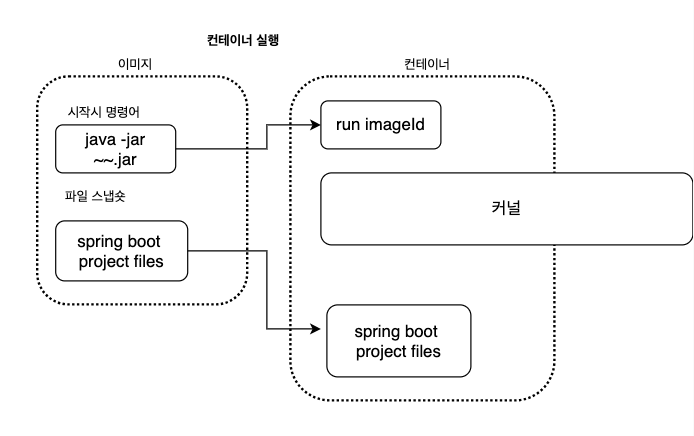 컨테이너 실행
이미지
시작시 명령어
java -jar
~~.jar
파일 스냅숏
spring boot
project files
컨테이너
run imageId
커널
spring boot
project files